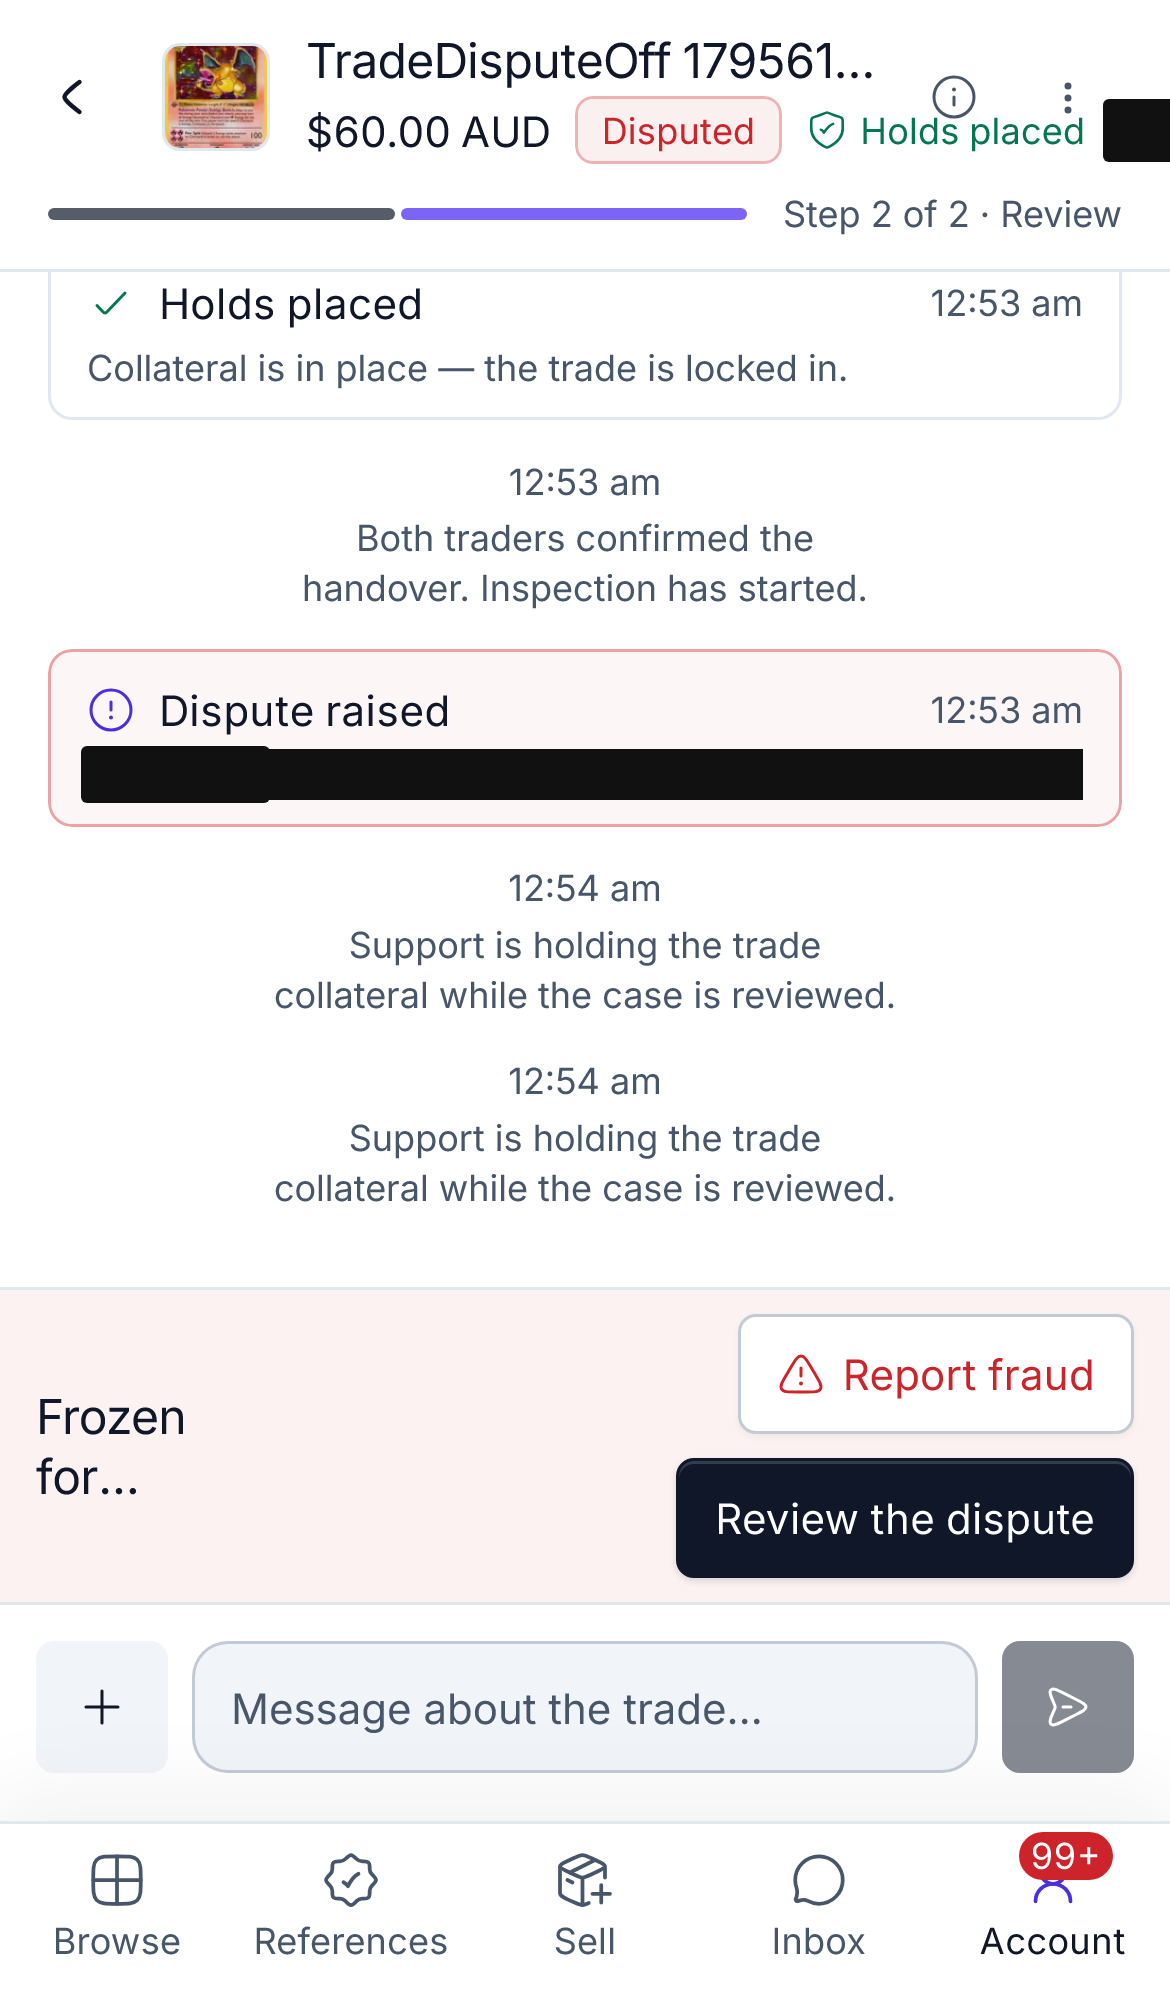 TradeDisputeOff 179561...
$60.00 AUD Disputed Holds placed
Step 2 of 2 · Review
Holds placed 12:53 am
Collateral is in place — the trade is locked in.
12:53 am
Both traders confirmed the
handover. Inspection has started.
Dispute raised 12:53 am
12:54 am
Support is holding the trade
collateral while the case is reviewed.
12:54 am
Support is holding the trade
collateral while the case is reviewed.
Frozen
for...
Report fraud
Review the dispute
Message about the trade...
99+
Browse References Sell Inbox Account